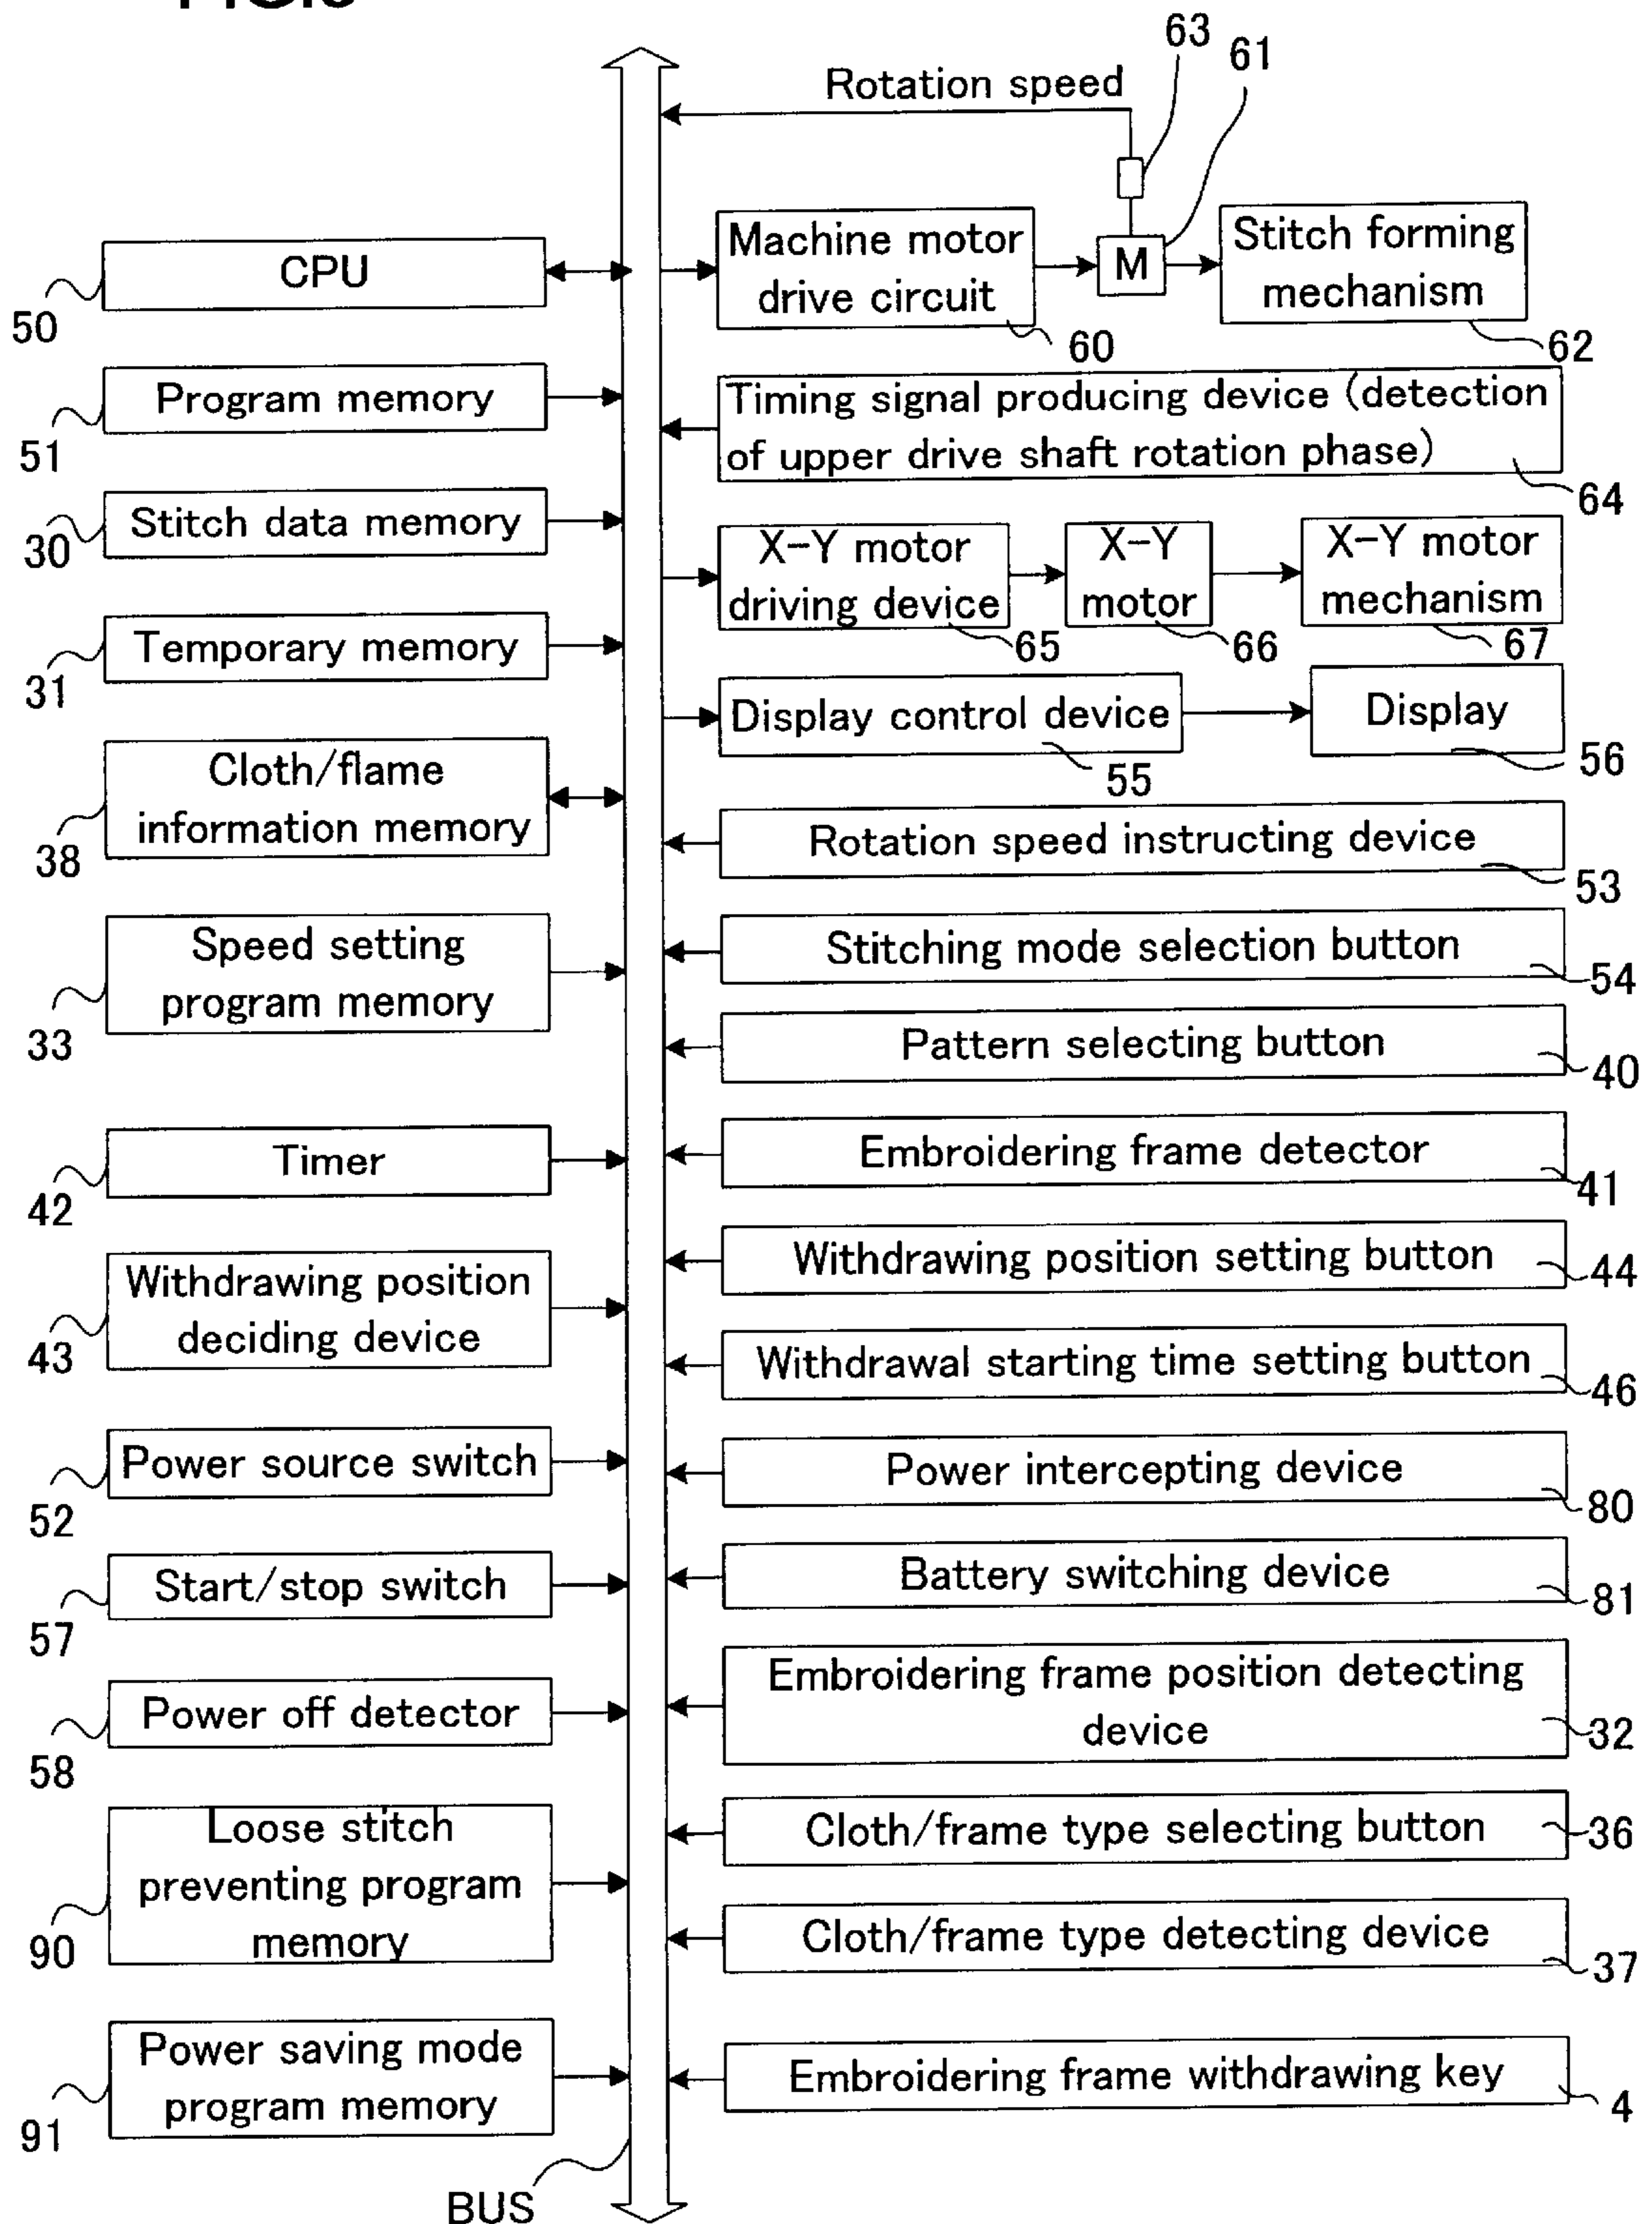 Rotation speed
63
61
CPU
50
Machine motor
drive circuit
60
M
Stitch forming
mechanism
62
Program memory
51
Timing signal producing device (detection
of upper drive shaft rotation phase)
64
Stitch data memory
30
X-Y motor
driving device
65
X-Y
motor
66
X-Y motor
mechanism
67
Temporary memory
31
Display control device
55
Display
56
Cloth/flame
information memory
38
Rotation speed instructing device
53
Speed setting
program memory
33
Stitching mode selection button
54
Pattern selecting button
40
Timer
42
Embroidering frame detector
41
Withdrawing position
deciding device
43
Withdrawing position setting button
44
Withdrawal starting time setting button
46
Power source switch
52
Power intercepting device
80
Start/stop switch
57
Battery switching device
81
Power off detector
58
Embroidering frame position detecting
device
32
Loose stitch
preventing program
memory
90
Cloth/frame type selecting button
36
Cloth/frame type detecting device
37
Power saving mode
program memory
91
Embroidering frame withdrawing key
4
BUS